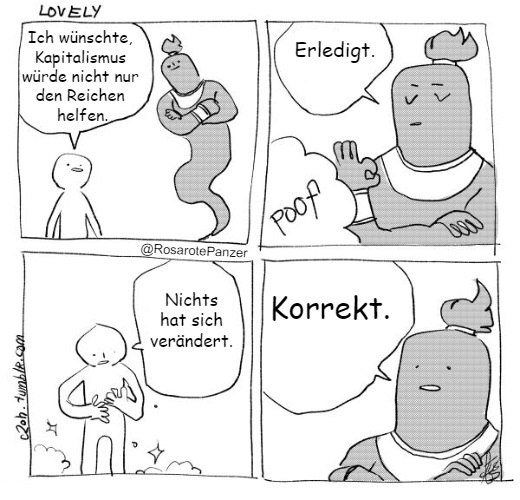 LOVELY
Ich wünschte,
Kapitalismus
würde nicht nur
den Reichen
helfen.
Erledigt.
POOf
@RosarotePanzer
Nichts
hat sich
verändert.
Korrekt.
c2oh.tumblr.com